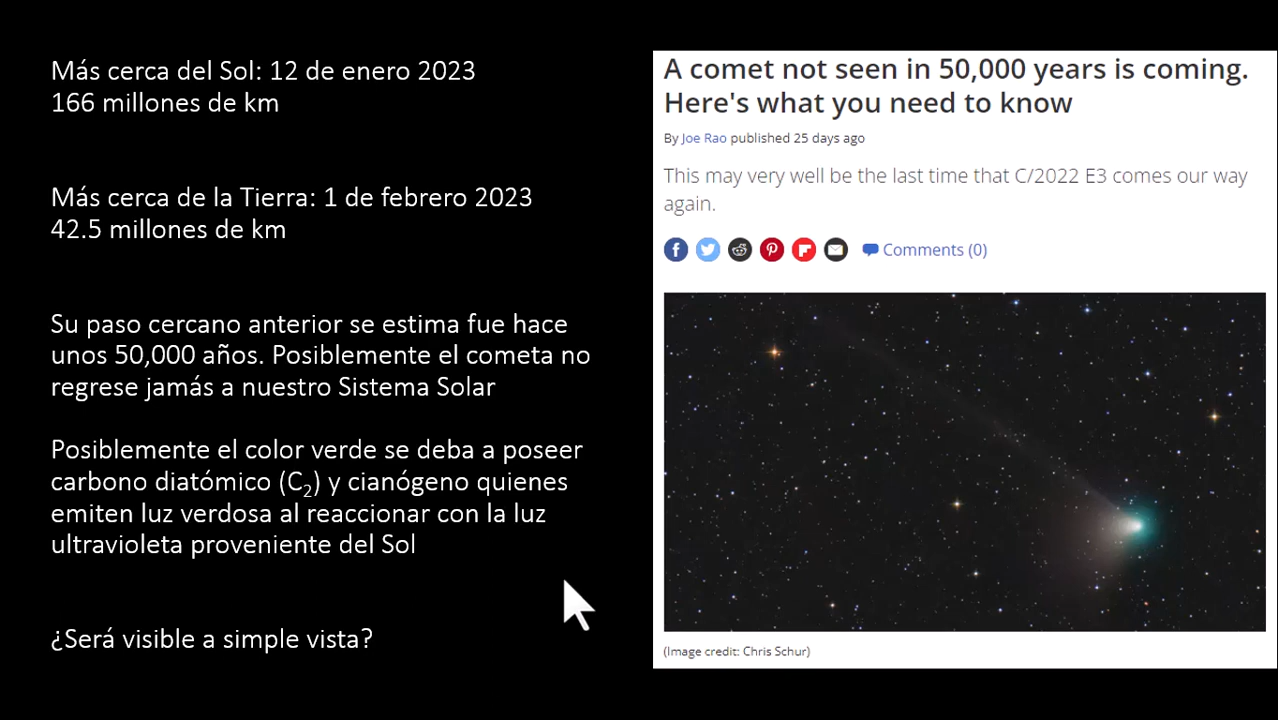 Más cerca del Sol: 12 de enero 2023
166 millones de km
Más cerca de la Tierra: 1 de febrero 2023
42.5 millones de km
Su paso cercano anterior se estima fue hace
unos 50,000 años. Posiblemente el cometa no
regrese jamás a nuestro Sistema Solar
Posiblemente el color verde se deba a poseer
carbono diatómico (C₂) y cianógeno quienes
emiten luz verdosa al reaccionar con la luz
ultravioleta proveniente del Sol
¿Será visible a simple vista?
A comet not seen in 50,000 years is coming.
Here's what you need to know
By Joe Rao published 25 days ago
This may very well be the last time that C/2022 E3 comes our way
again.
Comments (0)
(Image credit: Chris Schur)